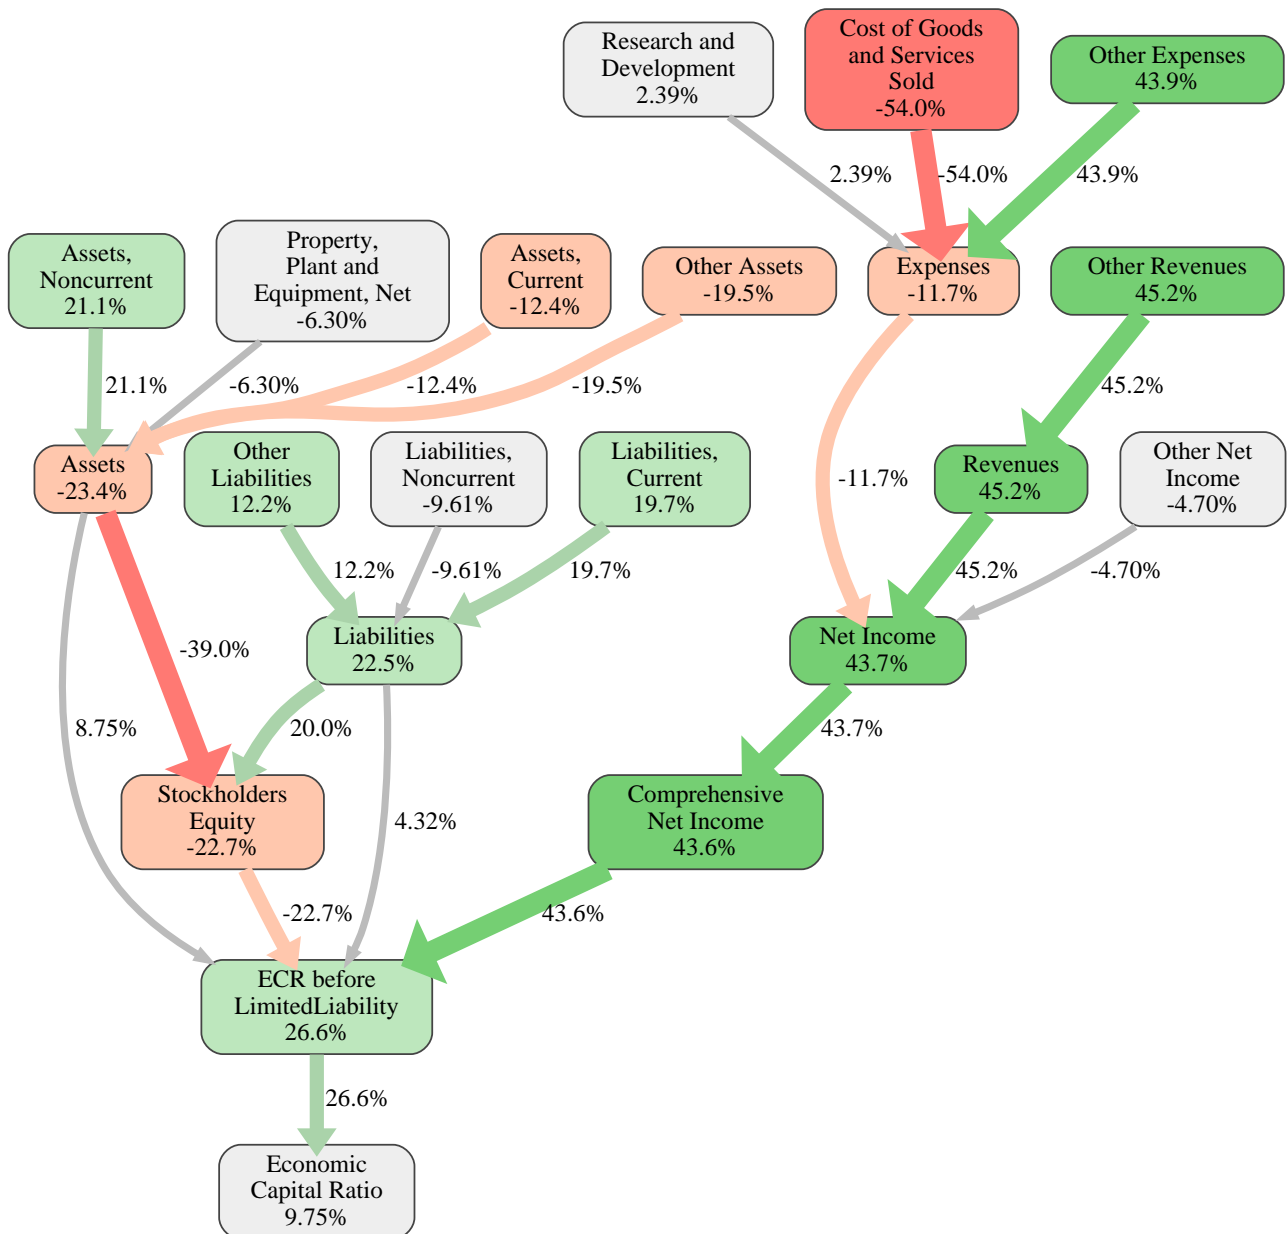 Research and
Development
2.39%
Cost of Goods
and Services
Sold
-54.0%
Other Expenses
43.9%
2.39%
-54.0%
43.9%
Assets,
Noncurrent
21.1%
Property,
Plant and
Equipment, Net
-6.30%
Assets,
Current
-12.4%
Other Assets
-19.5%
Expenses
-11.7%
Other Revenues
45.2%
21.1%
-6.30%
-12.4%
-19.5%
45.2%
Assets
-23.4%
Other
Liabilities
12.2%
Liabilities,
Noncurrent
-9.61%
Liabilities,
Current
19.7%
-11.7%
Revenues
45.2%
Other Net
Income
-4.70%
12.2%
-9.61%
19.7%
45.2%
-4.70%
-39.0%
Liabilities
22.5%
Net Income
43.7%
8.75%
20.0%
43.7%
Stockholders
Equity
-22.7%
4.32%
Comprehensive
Net Income
43.6%
-22.7%
43.6%
ECR before
LimitedLiability
26.6%
26.6%
Economic
Capital Ratio
9.75%